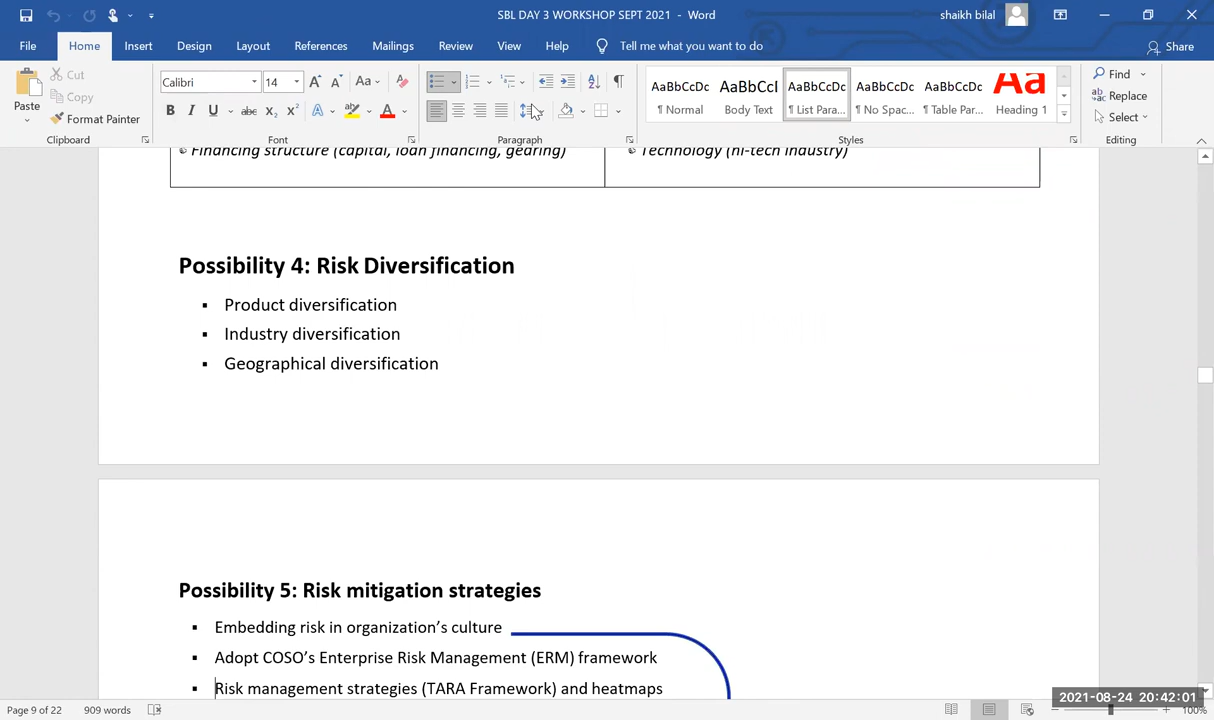 SBL DAY 3 WORKSHOP SEPT 2021 - Word
shaikh bilal
File Home Insert Design Layout References Mailings Review View Help Tell me what you want to do Share
Paste Cut Copy Format Painter
Calibri 14
AaBbCcDc AaBbCcI AaBbCcDc AaBbCcDc AaBbCcDc AaBbCc
¶ Normal Body Text ¶ List Para... ¶ No Spac... ¶ Table Par... Heading 1
Find Replace Select
Clipboard Font Paragraph Styles Editing
Financing structure (capital, loan financing, gearing) Technology (hi-tech industry)
Possibility 4: Risk Diversification
▪ Product diversification
▪ Industry diversification
▪ Geographical diversification
Possibility 5: Risk mitigation strategies
▪ Embedding risk in organization's culture
▪ Adopt COSO's Enterprise Risk Management (ERM) framework
▪ Risk management strategies (TARA Framework) and heatmaps
2021-08-24 20:42:01
Page 9 of 22 909 words 100%